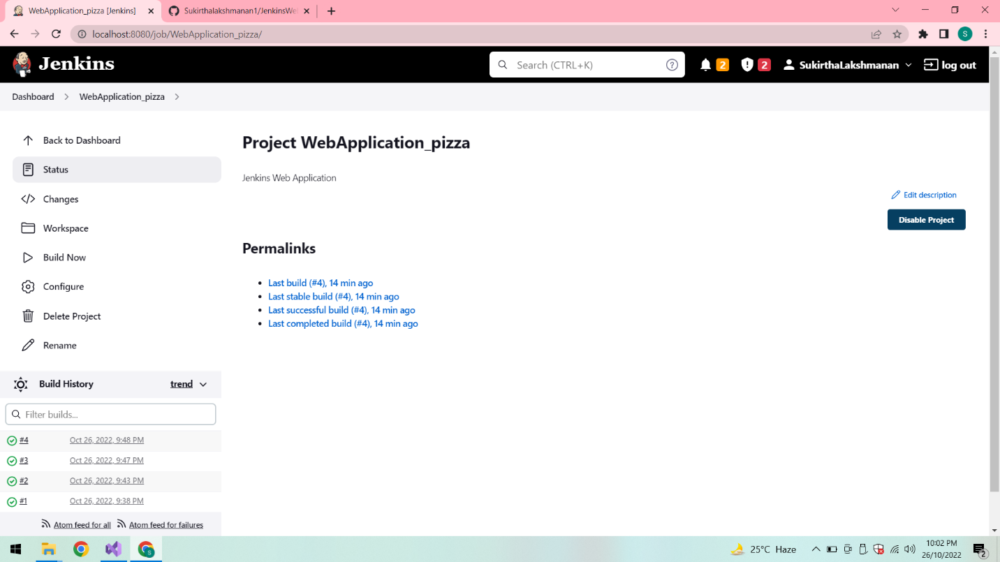 WebApplication_pizza [Jenkins]
Sukirthalakshmanan1/JenkinsWe
localhost:8080/job/WebApplication_pizza/
S
Jenkins
Search (CTRL+K)
?
2
2
SukirthaLakshmanan
log out
Dashboard
WebApplication_pizza
Back to Dashboard
Status
Changes
Workspace
Build Now
Configure
Delete Project
Rename
Project WebApplication_pizza
Jenkins Web Application
Edit description
Disable Project
Permalinks
Last build (#4), 14 min ago
Last stable build (#4), 14 min ago
Last successful build (#4), 14 min ago
Last completed build (#4), 14 min ago
Build History
trend
Filter builds...
#4 Oct 26, 2022, 9:48 PM
#3 Oct 26, 2022, 9:47 PM
#2 Oct 26, 2022, 9:43 PM
#1 Oct 26, 2022, 9:38 PM
Atom feed for all Atom feed for failures
S
25°C Haze
10:02 PM
26/10/2022
2